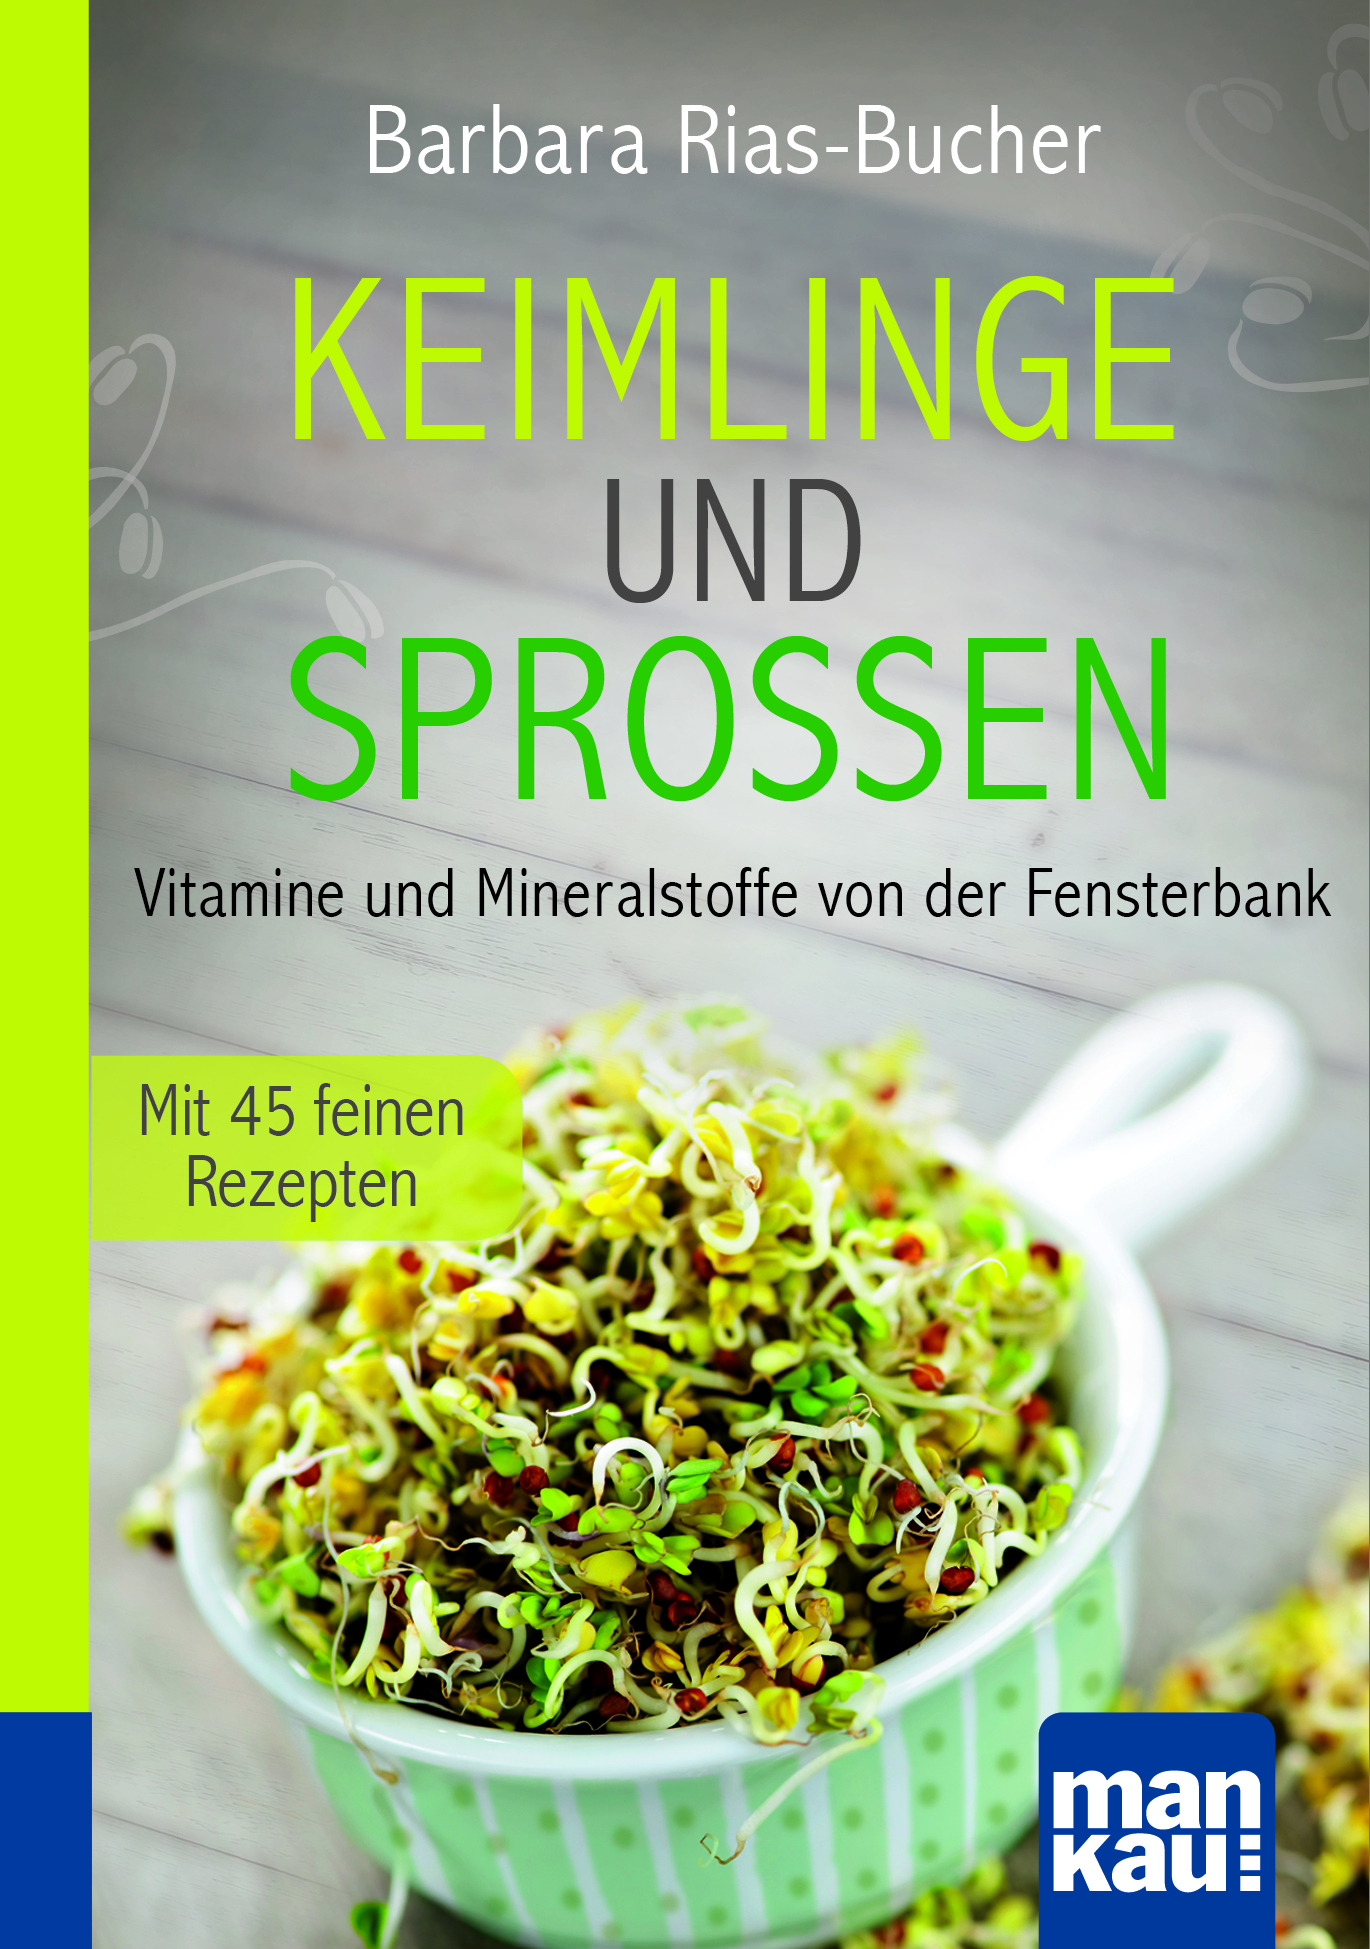 Barbara Rias-Bucher
KEIMLINGE
UND
SPROSSEN
Vitamine und Mineralstoffe von der Fensterbank
Mit 45 feinen
Rezepten
man
kau